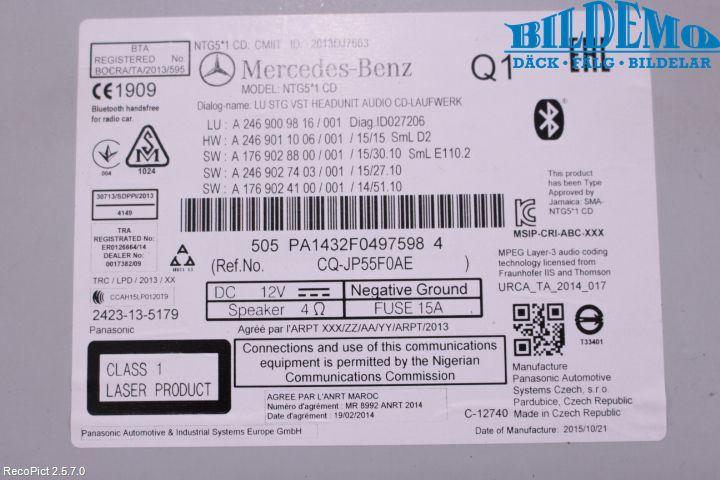 BILDEMO
DÄCK - FÄLG - BILDELAR
BTA
REGISTERED No.
BOCRA/TA/2013/595
CE1909
Bluetooth handsfree
for radio car.
004
SM
1024
30713/SDPPI/2013
4149
TRA
REGISTERED No.
ER0126664/14
DEALER No.
0017382/09
TRC / LPD / 2013 / XX
CCAH15LP0120T9
2423-13-5179
Panasonic
NTG5*1 CD, CMIIT ID: 2013DJ7663
Mercedes-Benz
MODEL: NTG5*1 CD
Q1
EAC
Dialog-name: LU STG VST HEADUNIT AUDIO CD-LAUFWERK
LU : A 246 900 98 16 / 001 Diag.ID027206
HW : A 246 901 10 06 / 001 / 15/15 SmL D2
SW : A 176 902 88 00 / 001 / 15/30.10 SmL E110.2
SW : A 246 902 74 03 / 001 / 15/27.10
SW : A 176 902 41 00 / 001 / 14/51.10
505 PA1432F0497598 4
(Ref.No. CQ-JP55F0AE )
DC 12V Negative Ground
Speaker 4 Ω FUSE 15A
Agréé par l'ARPT XXX/ZZ/AA/YY/ARPT/2013
Connections and use of this communications
equipment is permitted by the Nigerian
Communications Commission
AGREE PAR L'ANRT MAROC
Numéro d'agrément : MR 8992 ANRT 2014
Date d'agrément : 19/02/2014
CLASS 1
LASER PRODUCT
Panasonic Automotive & Industrial Systems Europe GmbH
This product
has been Type
Approved by
Jamaica: SMA-
NTG5*1 CD
MSIP-CRI-ABC-XXX
MPEG Layer-3 audio coding
technology licensed from
Fraunhofer IIS and Thomson
URCA_TA_2014_017
T33401
Manufacture
Panasonic Automotive
Systems Czech, s.r.o.
Pardubice, Czech Republic
C-12740 Made in Czech Republic
Date of Manufacture: 2015/10/21
RecoPict 2.5.7.0